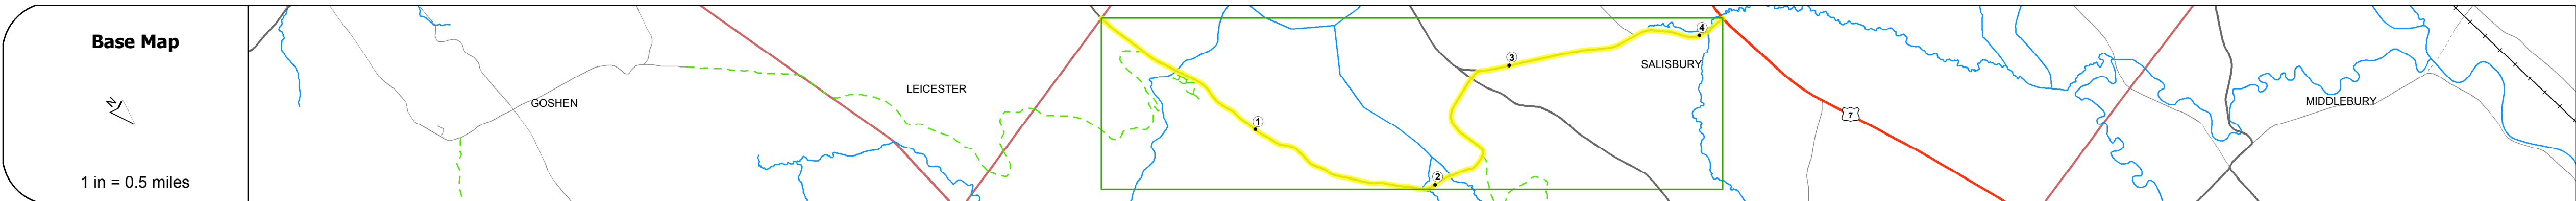 Base Map
N
1 in = 0.5 miles
GOSHEN
LEICESTER
1
2
3
4
SALISBURY
7
MIDDLEBURY